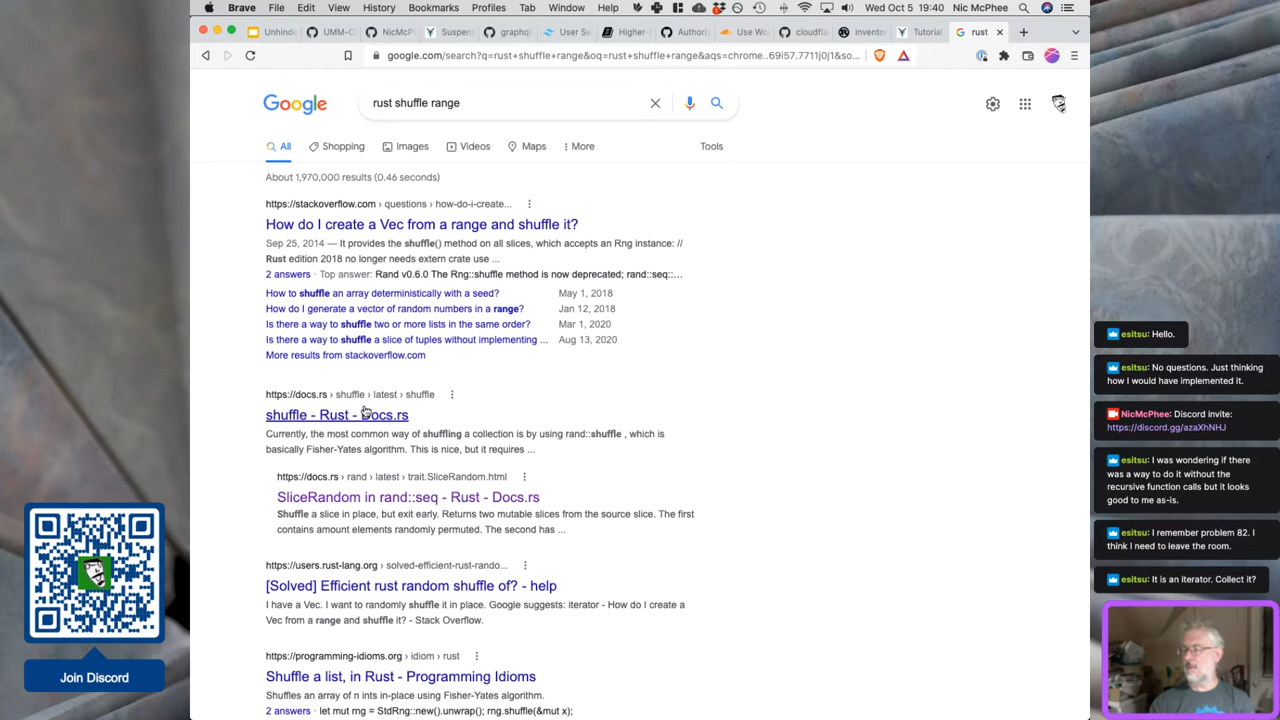 Brave File Edit View History Bookmarks Profiles Tab Window Help Wed Oct 5 19:40 Nic McPhee
Unhind UMM-C NicMcP Suspen graphql User Se Higher- Authori Use Wo cloudfla invento Tutorial rust
google.com/search?q=rust+shuffle+range&oq=rust+shuffle+range&aqs=chrome..69i57.7711j0j1&so...
Google
rust shuffle range
All Shopping Images Videos Maps More Tools
About 1,970,000 results (0.46 seconds)
https://stackoverflow.com › questions › how-do-i-create...
How do I create a Vec from a range and shuffle it?
Sep 25, 2014 — It provides the shuffle() method on all slices, which accepts an Rng instance: //
Rust edition 2018 no longer needs extern crate use ...
2 answers · Top answer: Rand v0.6.0 The Rng::shuffle method is now deprecated; rand::seq::...
How to shuffle an array deterministically with a seed? May 1, 2018
How do I generate a vector of random numbers in a range? Jan 12, 2018
Is there a way to shuffle two or more lists in the same order? Mar 1, 2020
Is there a way to shuffle a slice of tuples without implementing ... Aug 13, 2020
More results from stackoverflow.com
https://docs.rs › shuffle › latest › shuffle
shuffle - Rust - Docs.rs
Currently, the most common way of shuffling a collection is by using rand::shuffle , which is
basically Fisher-Yates algorithm. This is nice, but it requires ...
https://docs.rs › rand › latest › trait.SliceRandom.html
SliceRandom in rand::seq - Rust - Docs.rs
Shuffle a slice in place, but exit early. Returns two mutable slices from the source slice. The first
contains amount elements randomly permuted. The second has ...
https://users.rust-lang.org › solved-efficient-rust-rando...
[Solved] Efficient rust random shuffle of? - help
I have a Vec. I want to randomly shuffle it in place. Google suggests: iterator - How do I create a
Vec from a range and shuffle it? - Stack Overflow.
https://programming-idioms.org › idiom › rust
Shuffle a list, in Rust - Programming Idioms
Shuffles an array of n ints in-place using Fisher-Yates algorithm.
2 answers · let mut rng = StdRng::new().unwrap(); rng.shuffle(&mut x);
esitsu: Hello.
esitsu: No questions. Just thinking
how I would have implemented it.
NicMcPhee: Discord invite:
https://discord.gg/azaXhNHJ
esitsu: I was wondering if there
was a way to do it without the
recursive function calls but it looks
good to me as-is.
esitsu: I remember problem 82. I
think I need to leave the room.
esitsu: It is an iterator. Collect it?
Join Discord